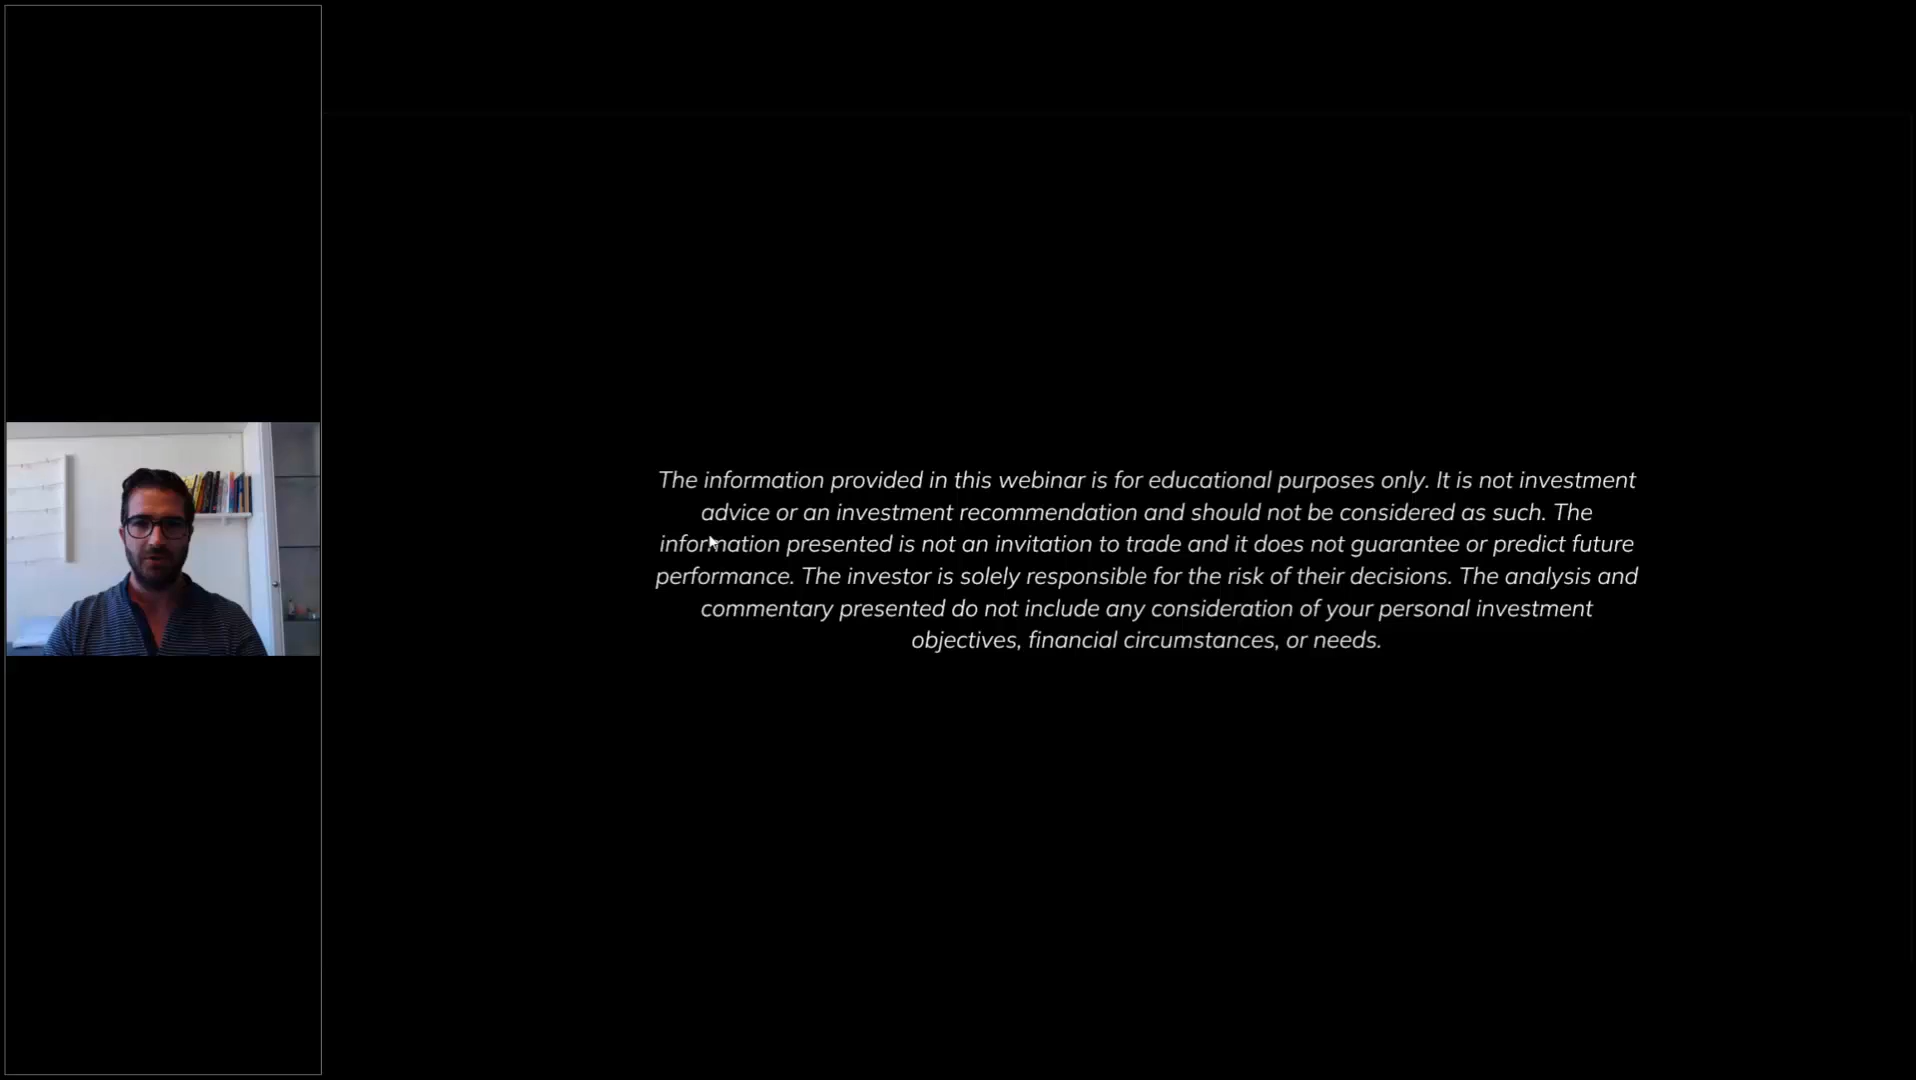 The information provided in this webinar is for educational purposes only. It is not investment
advice or an investment recommendation and should not be considered as such. The
information presented is not an invitation to trade and it does not guarantee or predict future
performance. The investor is solely responsible for the risk of their decisions. The analysis and
commentary presented do not include any consideration of your personal investment
objectives, financial circumstances, or needs.